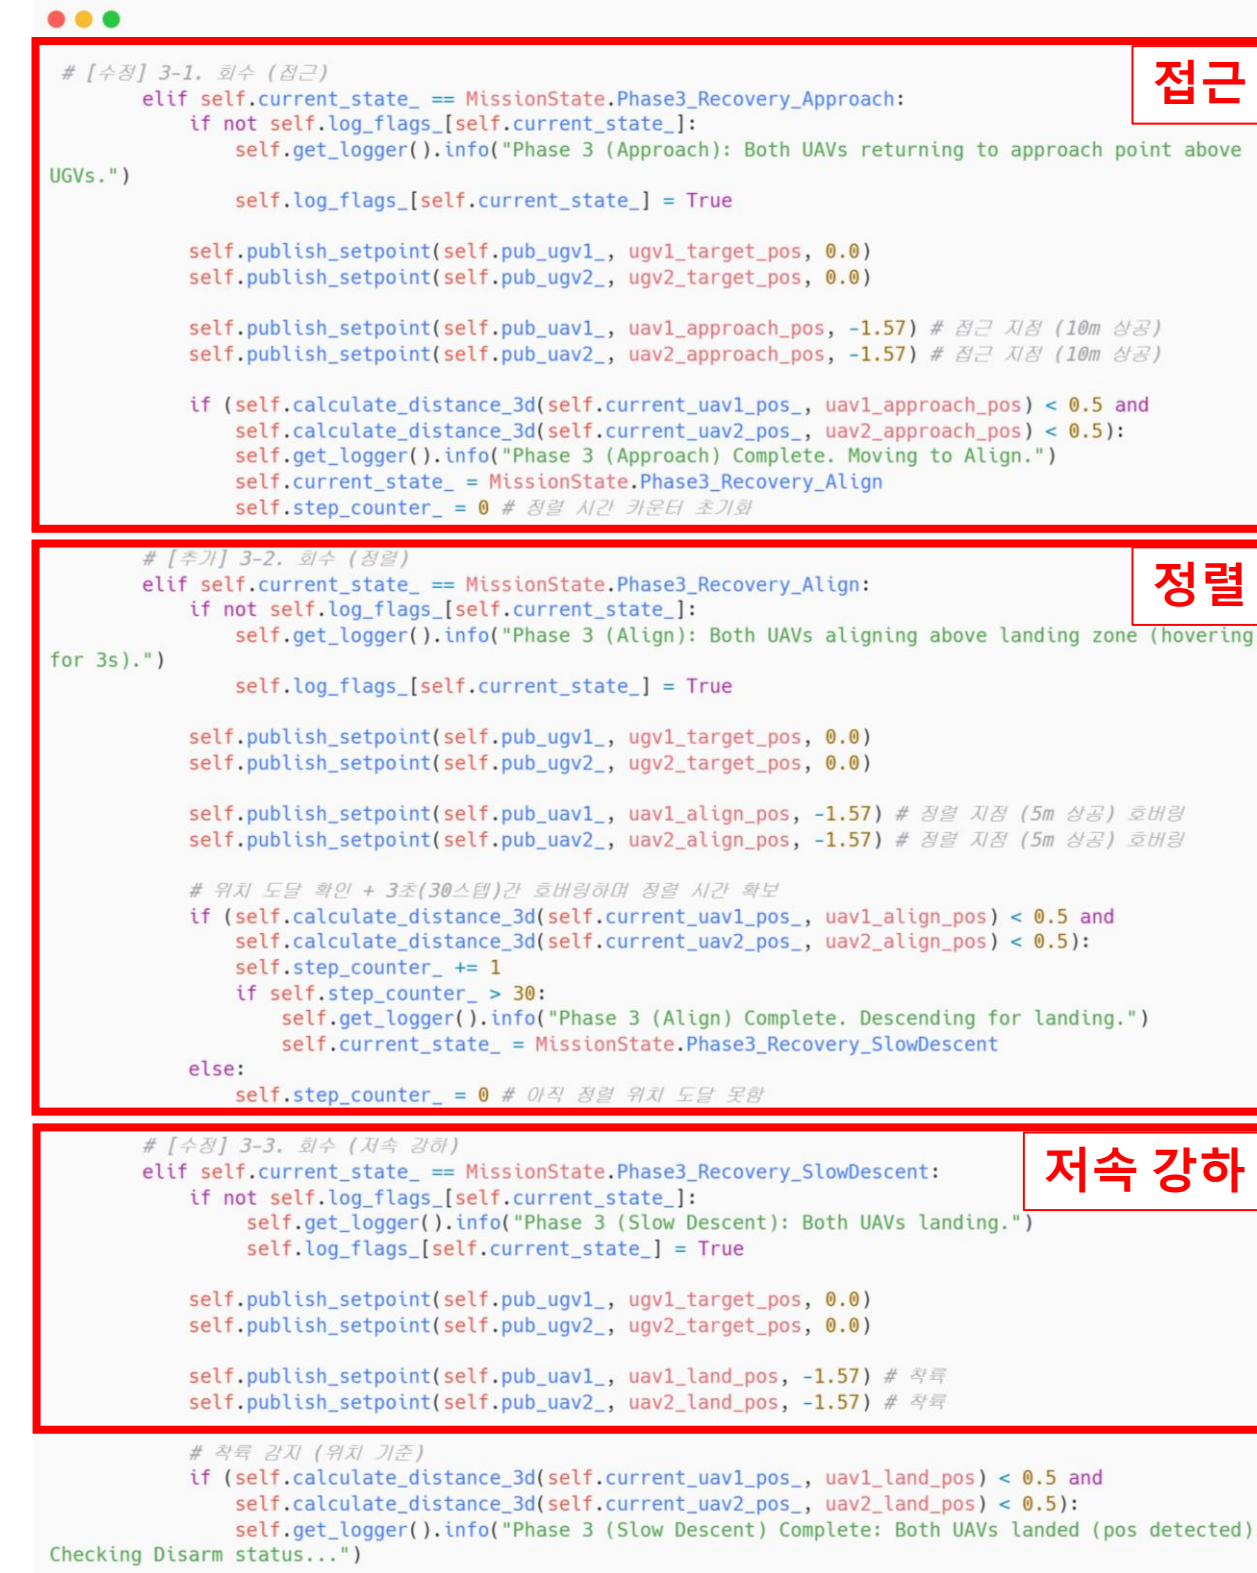 # [수정] 3-1. 회수 (접근)
접근
elif self.current_state_ == MissionState.Phase3_Recovery_Approach:
if not self.log_flags_[self.current_state_]:
self.get_logger().info("Phase 3 (Approach): Both UAVs returning to approach point above
UGVs.")
self.log_flags_[self.current_state_] = True
self.publish_setpoint(self.pub_ugv1_, ugv1_target_pos, 0.0)
self.publish_setpoint(self.pub_ugv2_, ugv2_target_pos, 0.0)
self.publish_setpoint(self.pub_uav1_, uav1_approach_pos, -1.57) # 접근 지점 (10m 상공)
self.publish_setpoint(self.pub_uav2_, uav2_approach_pos, -1.57) # 접근 지점 (10m 상공)
if (self.calculate_distance_3d(self.current_uav1_pos_, uav1_approach_pos) < 0.5 and
self.calculate_distance_3d(self.current_uav2_pos_, uav2_approach_pos) < 0.5):
self.get_logger().info("Phase 3 (Approach) Complete. Moving to Align.")
self.current_state_ = MissionState.Phase3_Recovery_Align
self.step_counter_ = 0 # 정렬 시간 카운터 초기화
# [추가] 3-2. 회수 (정렬)
정렬
elif self.current_state_ == MissionState.Phase3_Recovery_Align:
if not self.log_flags_[self.current_state_]:
self.get_logger().info("Phase 3 (Align): Both UAVs aligning above landing zone (hovering
for 3s).")
self.log_flags_[self.current_state_] = True
self.publish_setpoint(self.pub_ugv1_, ugv1_target_pos, 0.0)
self.publish_setpoint(self.pub_ugv2_, ugv2_target_pos, 0.0)
self.publish_setpoint(self.pub_uav1_, uav1_align_pos, -1.57) # 정렬 지점 (5m 상공) 호버링
self.publish_setpoint(self.pub_uav2_, uav2_align_pos, -1.57) # 정렬 지점 (5m 상공) 호버링
# 위치 도달 확인 + 3초(30스텝)간 호버링하며 정렬 시간 확보
if (self.calculate_distance_3d(self.current_uav1_pos_, uav1_align_pos) < 0.5 and
self.calculate_distance_3d(self.current_uav2_pos_, uav2_align_pos) < 0.5):
self.step_counter_ += 1
if self.step_counter_ > 30:
self.get_logger().info("Phase 3 (Align) Complete. Descending for landing.")
self.current_state_ = MissionState.Phase3_Recovery_SlowDescent
else:
self.step_counter_ = 0 # 아직 정렬 위치 도달 못함
# [수정] 3-3. 회수 (저속 강하)
저속 강하
elif self.current_state_ == MissionState.Phase3_Recovery_SlowDescent:
if not self.log_flags_[self.current_state_]:
self.get_logger().info("Phase 3 (Slow Descent): Both UAVs landing.")
self.log_flags_[self.current_state_] = True
self.publish_setpoint(self.pub_ugv1_, ugv1_target_pos, 0.0)
self.publish_setpoint(self.pub_ugv2_, ugv2_target_pos, 0.0)
self.publish_setpoint(self.pub_uav1_, uav1_land_pos, -1.57) # 착륙
self.publish_setpoint(self.pub_uav2_, uav2_land_pos, -1.57) # 착륙
# 착륙 감지 (위치 기준)
if (self.calculate_distance_3d(self.current_uav1_pos_, uav1_land_pos) < 0.5 and
self.calculate_distance_3d(self.current_uav2_pos_, uav2_land_pos) < 0.5):
self.get_logger().info("Phase 3 (Slow Descent) Complete: Both UAVs landed (pos detected)
Checking Disarm status...")